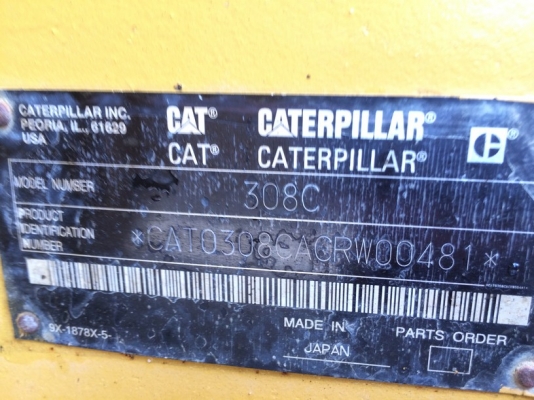 CATERPILLAR INC.
PEORIA, IL., 61629
USA
CAT® CATERPILLAR®
CAT® CATERPILLAR®
MODEL NUMBER 308C
PRODUCT
IDENTIFICATION
NUMBER
*CAT0308CACRW00481*
9X-1878X-5-
MADE IN
JAPAN
PARTS ORDER